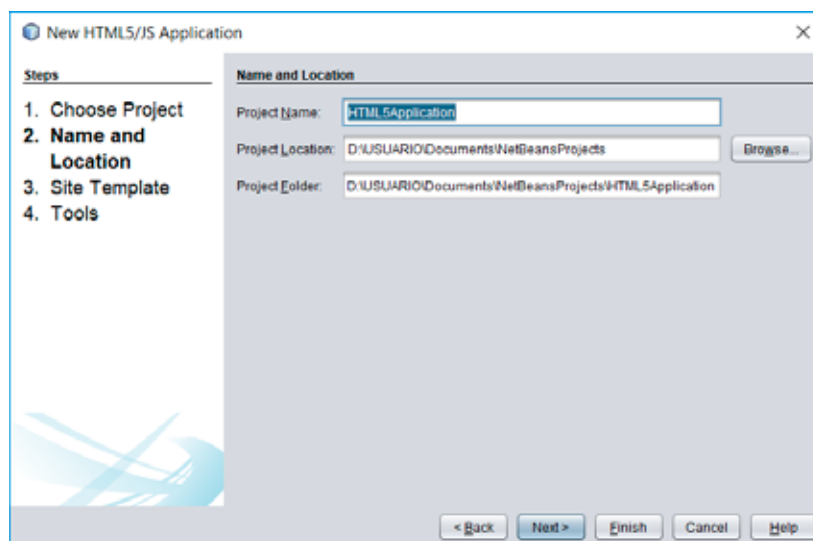 New HTML5/JS Application
Steps
1. Choose Project
2. Name and
Location
3. Site Template
4. Tools
Name and Location
Project Name: HTML5Application
Project Location: D:\USUARIO\Documents\NetBeansProjects Browse...
Project Folder: D:\USUARIO\Documents\NetBeansProjects\HTML5Application
< Back Next > Finish Cancel Help